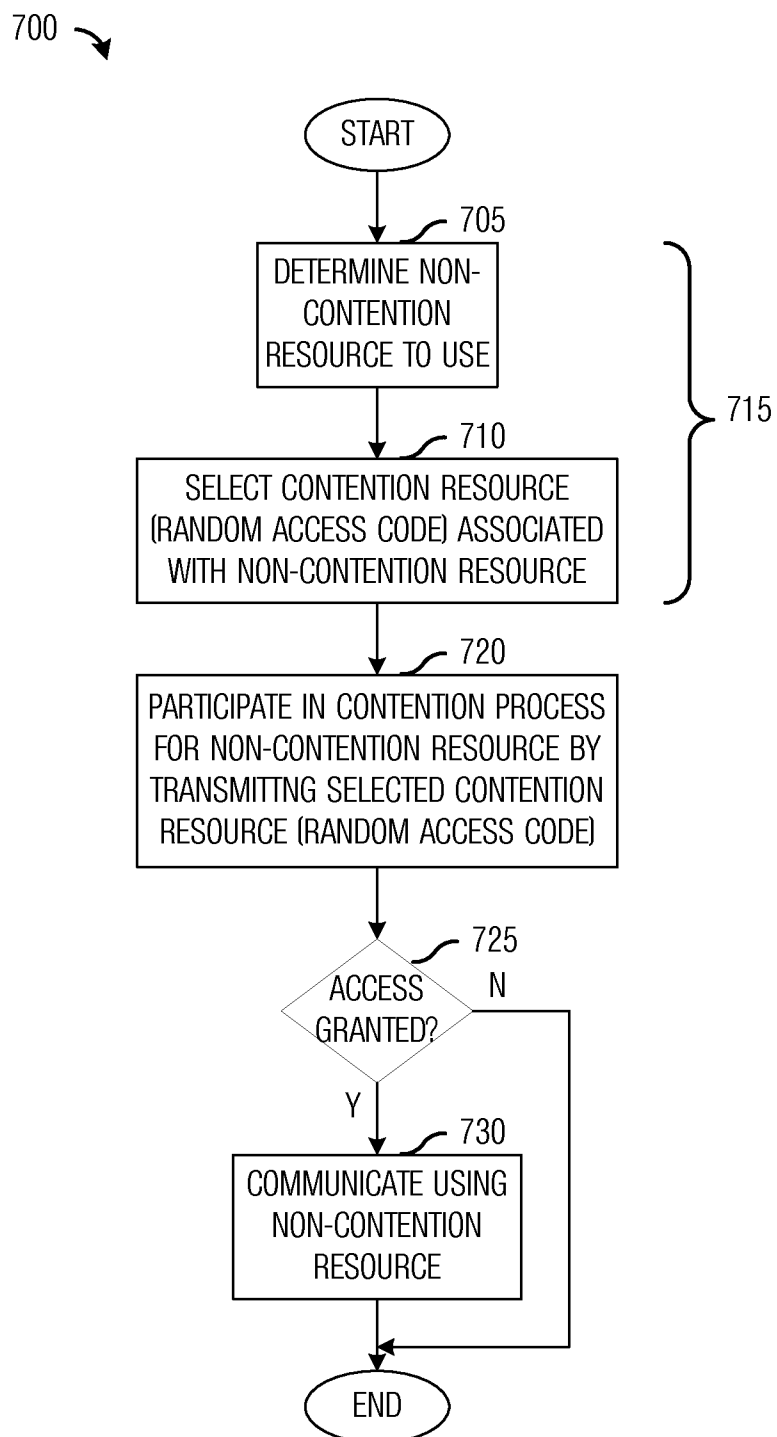 700
START
705
DETERMINE NON-
CONTENTION
RESOURCE TO USE
715
710
SELECT CONTENTION RESOURCE
(RANDOM ACCESS CODE) ASSOCIATED
WITH NON-CONTENTION RESOURCE
720
PARTICIPATE IN CONTENTION PROCESS
FOR NON-CONTENTION RESOURCE BY
TRANSMITTNG SELECTED CONTENTION
RESOURCE (RANDOM ACCESS CODE)
725
ACCESS
GRANTED?
N
Y
730
COMMUNICATE USING
NON-CONTENTION
RESOURCE
END